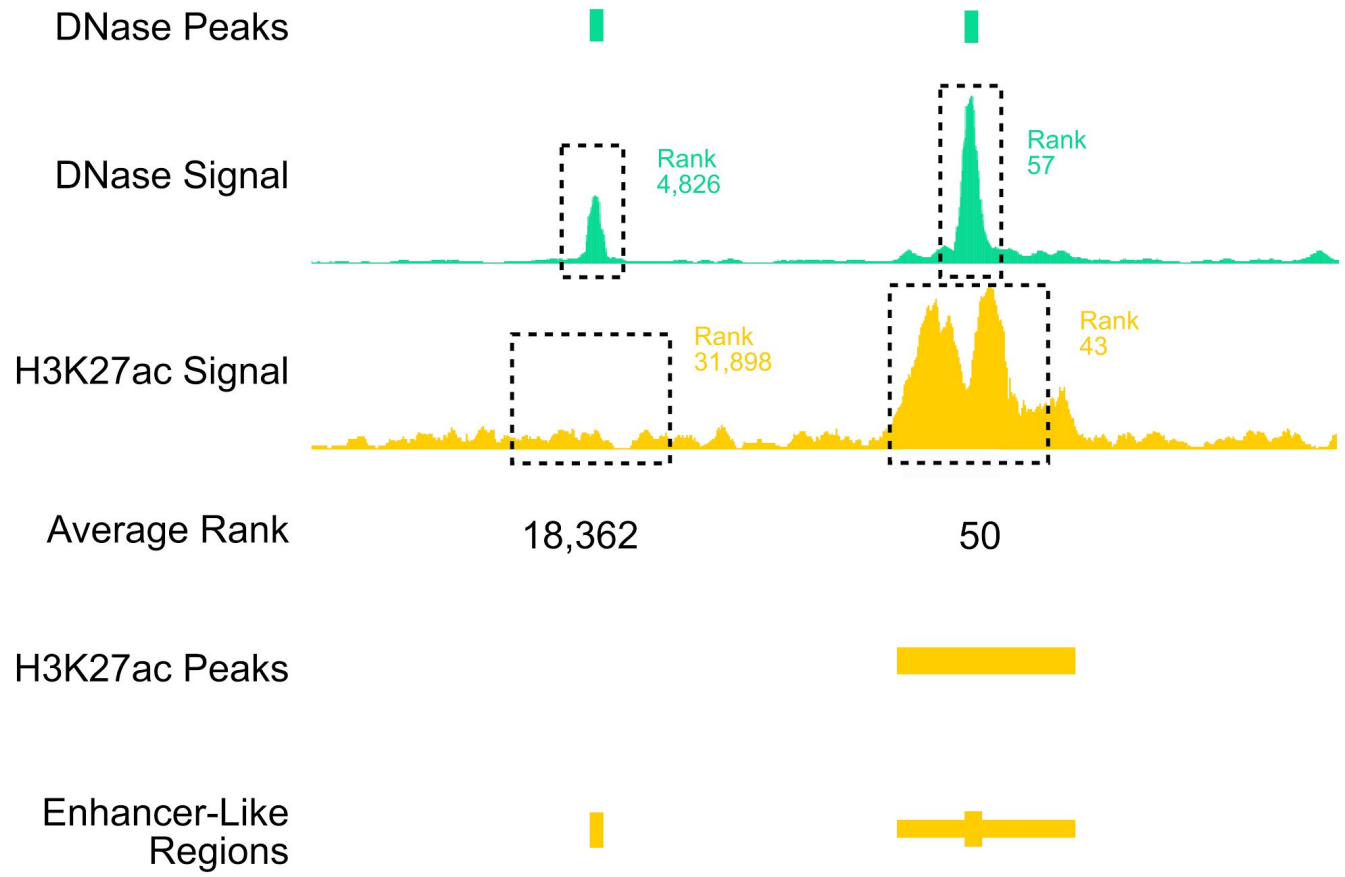 DNase Peaks
DNase Signal
Rank
4,826
Rank
57
H3K27ac Signal
Rank
31,898
Rank
43
Average Rank
18,362
50
H3K27ac Peaks
Enhancer-Like
Regions